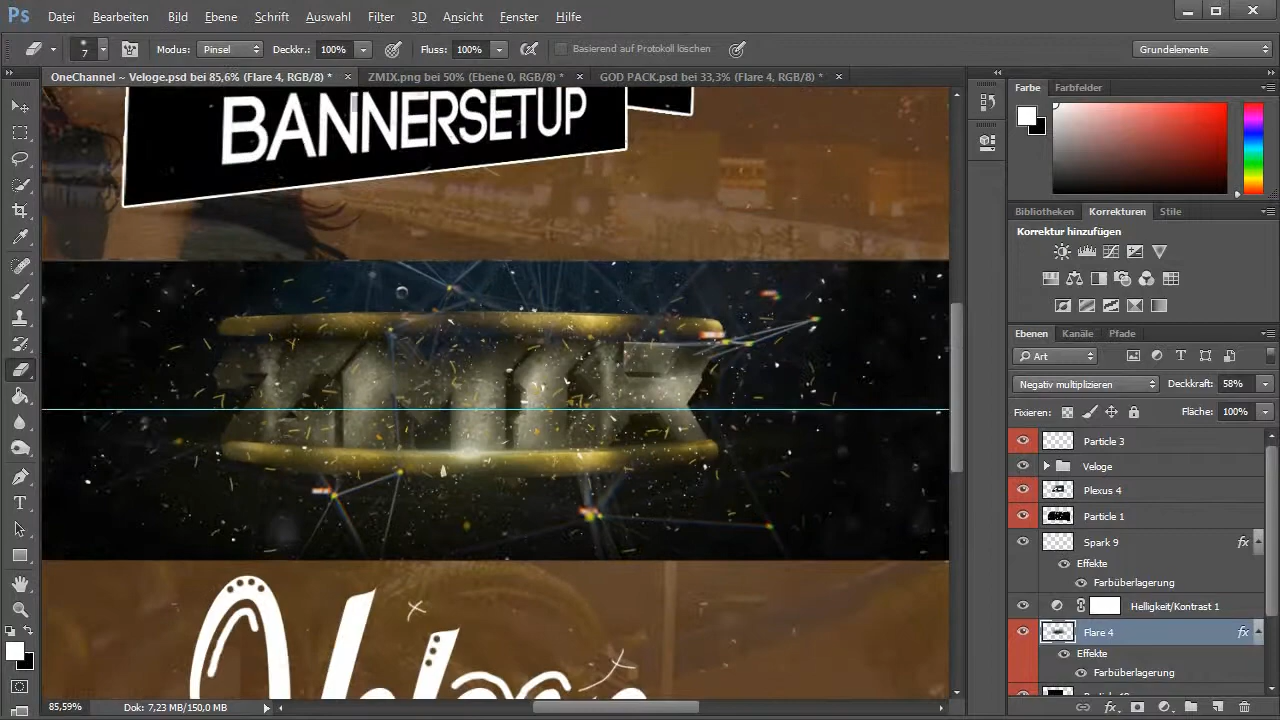 Ps Datei Bearbeiten Bild Ebene Schrift Auswahl Filter 3D Ansicht Fenster Hilfe
7 Modus: Pinsel Deckkr.: 100% Fluss: 100% Basierend auf Protokoll löschen Grundelemente
OneChannel ~ Veloge.psd bei 85,6% (Flare 4, RGB/8) * ZMIX.png bei 50% (Ebene 0, RGB/8) * GOD PACK.psd bei 33,3% (Flare 4, RGB/8) *
BANNERSETUP
85,59% Dok: 7,23 MB/150,0 MB
Farbe Farbfelder
Bibliotheken Korrekturen Stile
Korrektur hinzufügen
Ebenen Kanäle Pfade
Art
Negativ multiplizieren Deckkraft: 58%
Fixieren: Fläche: 100%
Particle 3
Veloge
Plexus 4
Particle 1
Spark 9 fx
Effekte
Farbüberlagerung
Helligkeit/Kontrast 1
Flare 4 fx
Effekte
Farbüberlagerung
fx